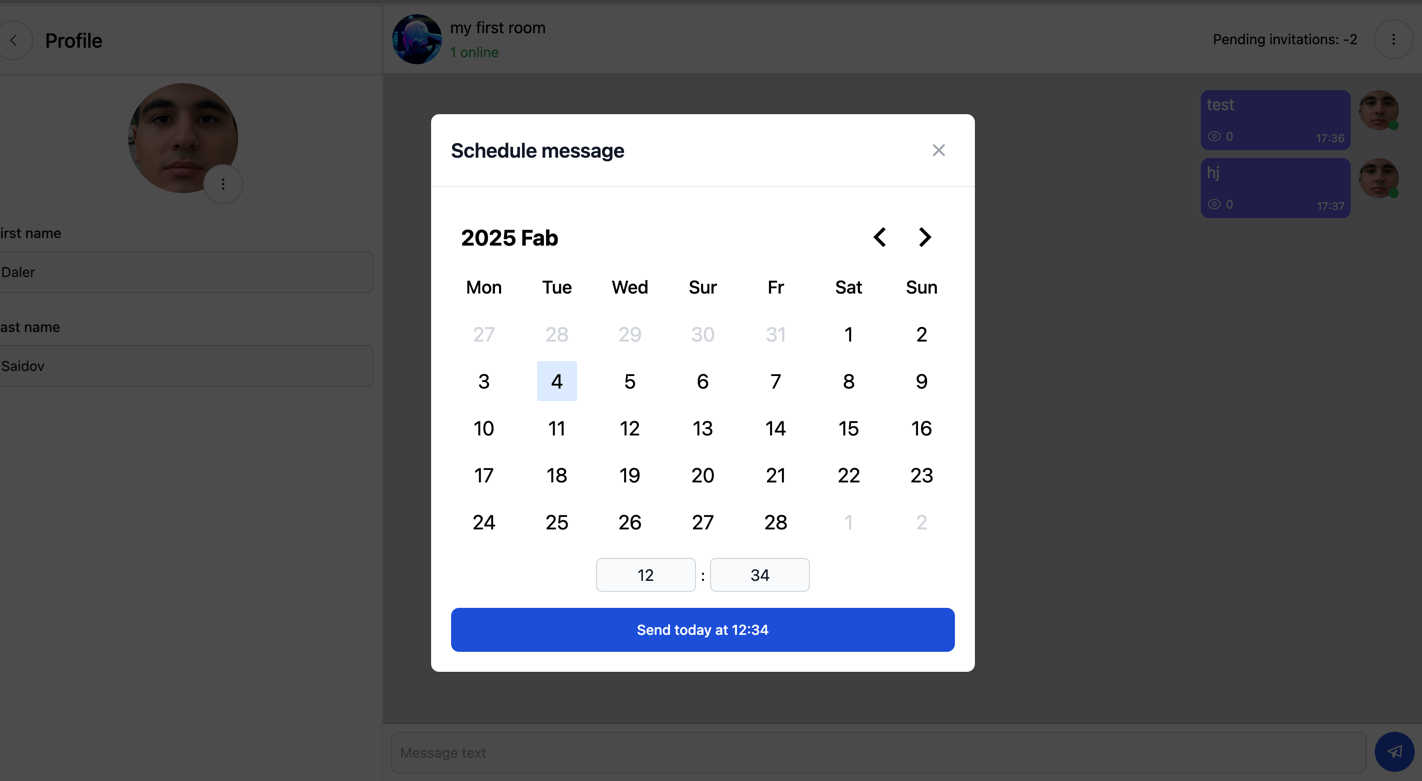 Profile
irst name
Daler
ast name
Saidov
my first room
1 online
Pending invitations: -2
test
0
17:36
hj
0
17:37
Schedule message
2025 Fab
Mon Tue Wed Sur Fr Sat Sun
27 28 29 30 31 1 2
3 4 5 6 7 8 9
10 11 12 13 14 15 16
17 18 19 20 21 22 23
24 25 26 27 28 1 2
12 : 34
Send today at 12:34
Message text